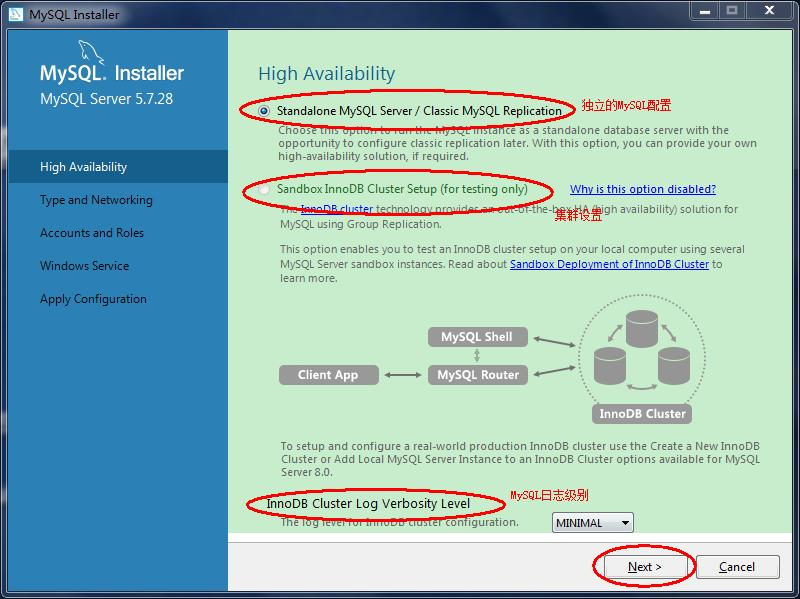 MySQL Installer
MySQL. Installer
MySQL Server 5.7.28
High Availability
Type and Networking
Accounts and Roles
Windows Service
Apply Configuration
High Availability
Standalone MySQL Server / Classic MySQL Replication
独立的MySQL配置
Choose this option to run the MySQL instance as a standalone database server with the
opportunity to configure classic replication later. With this option, you can provide your own
high-availability solution, if required.
Sandbox InnoDB Cluster Setup (for testing only)
Why is this option disabled?
The InnoDB cluster technology provides an out-of-the-box HA (high availability) solution for
集群设置
MySQL using Group Replication.
This option enables you to test an InnoDB cluster setup on your local computer using several
MySQL Server sandbox instances. Read about Sandbox Deployment of InnoDB Cluster to
learn more.
MySQL Shell
Client App
MySQL Router
InnoDB Cluster
To setup and configure a real-world production InnoDB cluster use the Create a New InnoDB
Cluster or Add Local MySQL Server Instance to an InnoDB Cluster options available for MySQL
Server 8.0.
MySQL日志级别
InnoDB Cluster Log Verbosity Level
The log level for InnoDB cluster configuration.
MINIMAL
Next >
Cancel